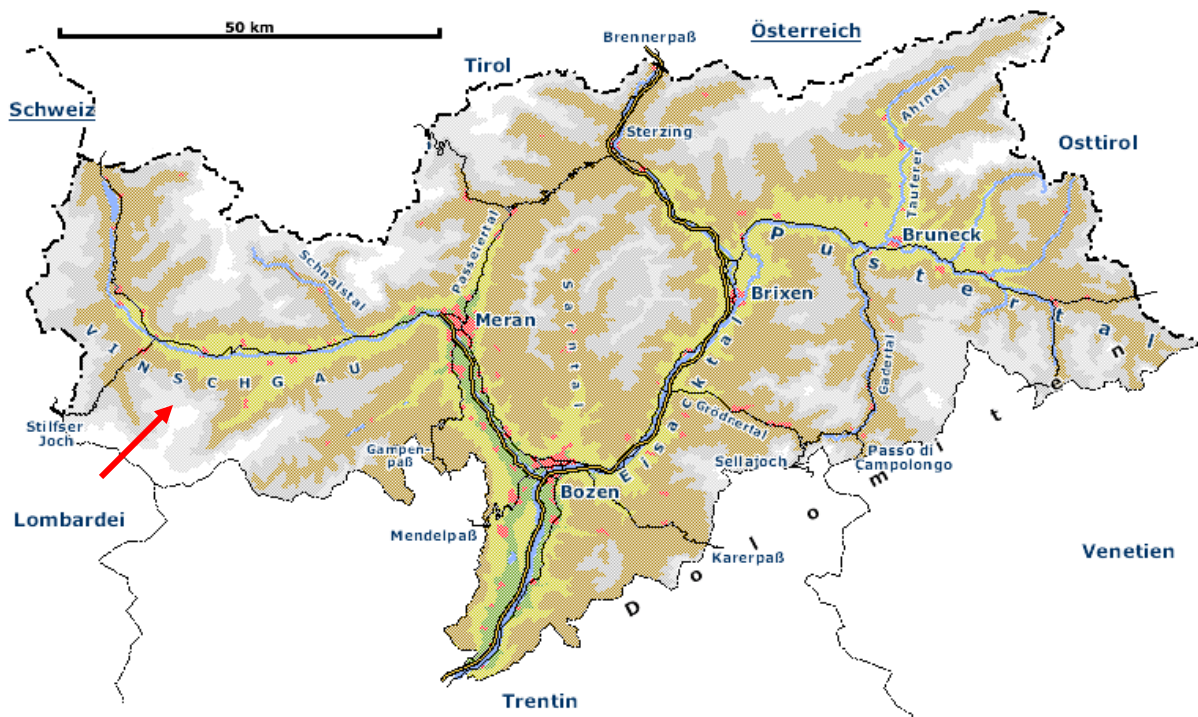 50 km
Brennerpaß
Österreich
Tirol
Schweiz
Ahrntal
Sterzing
Osttirol
Tauferer
Passeiertal
Schnalstal
Sarntal
Pustertal
Bruneck
Brixen
Meran
VINSCHGAU
Eisacktal
Gadertal
Grödnertal
Stilfser
Joch
Gampen-
paß
Sellajoch
Passo di
Campolongo
Bozen
Lombardei
Mendelpaß
Karerpaß
Dolomiten
Venetien
Trentin